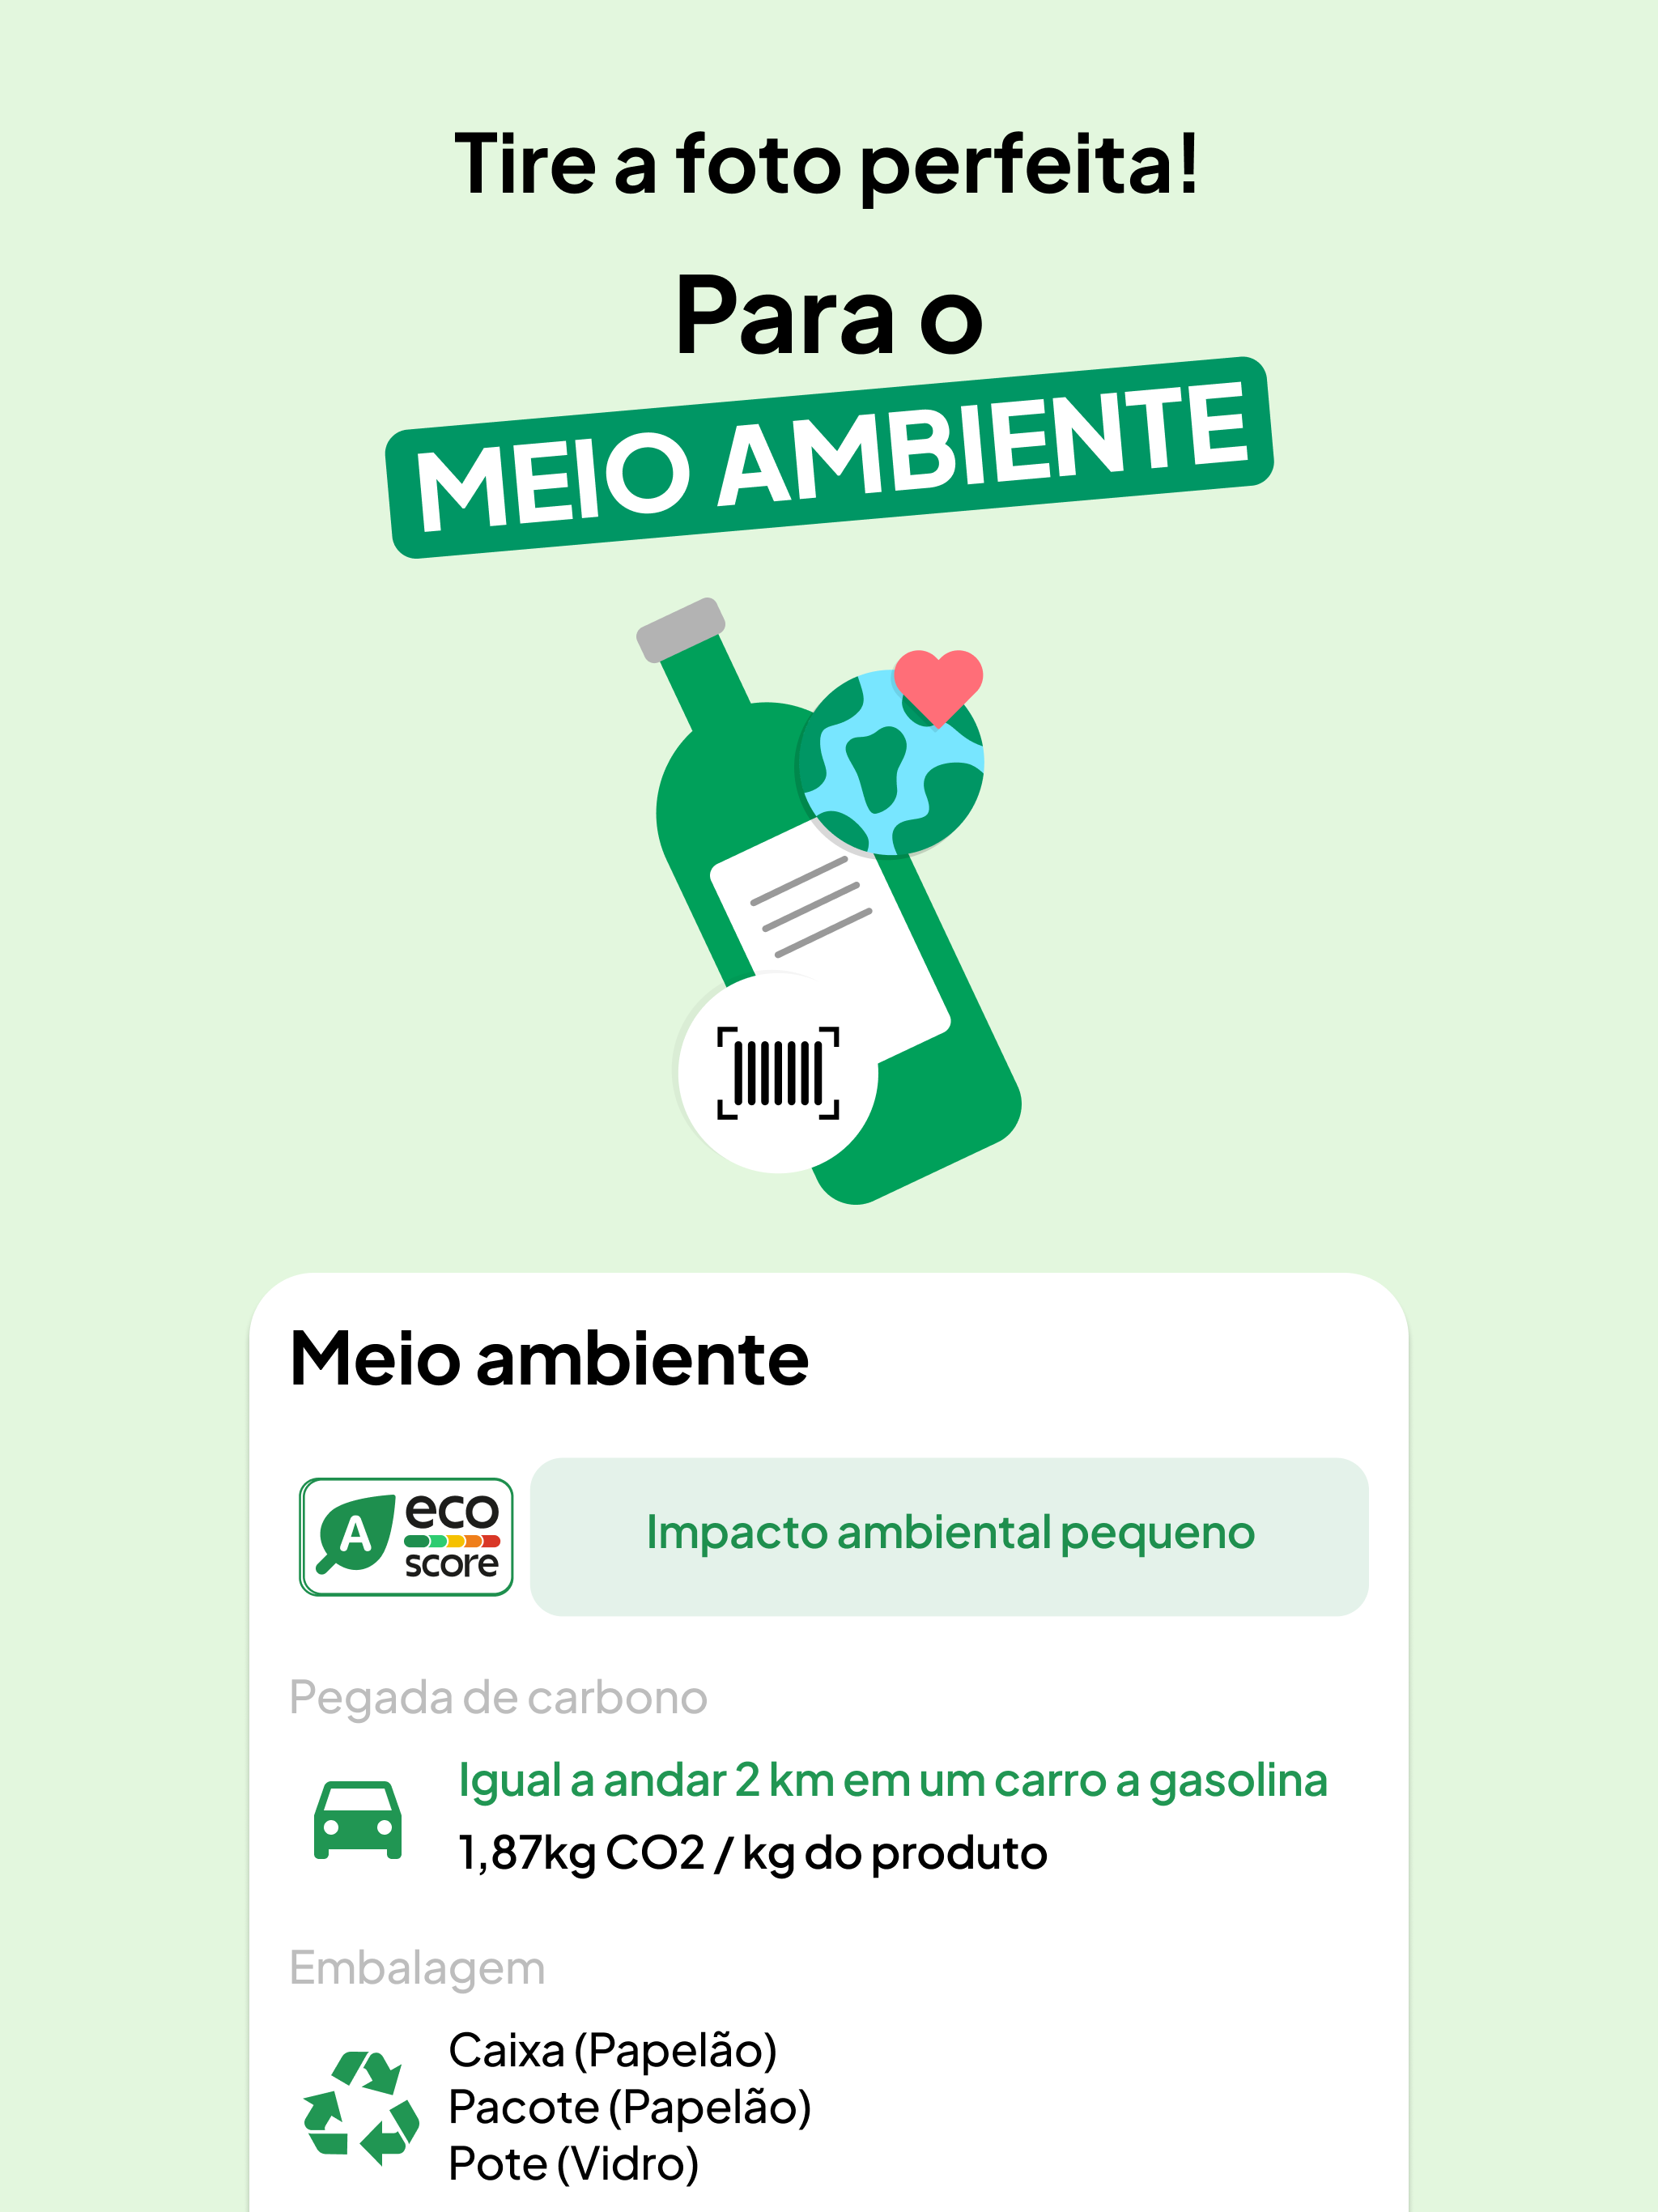 Tire a foto perfeita!
Para o
MEIO AMBIENTE
Meio ambiente
A
eco
score
Impacto ambiental pequeno
Pegada de carbono
Igual a andar 2 km em um carro a gasolina
1,87kg CO2 / kg do produto
Embalagem
Caixa (Papelão)
Pacote (Papelão)
Pote (Vidro)